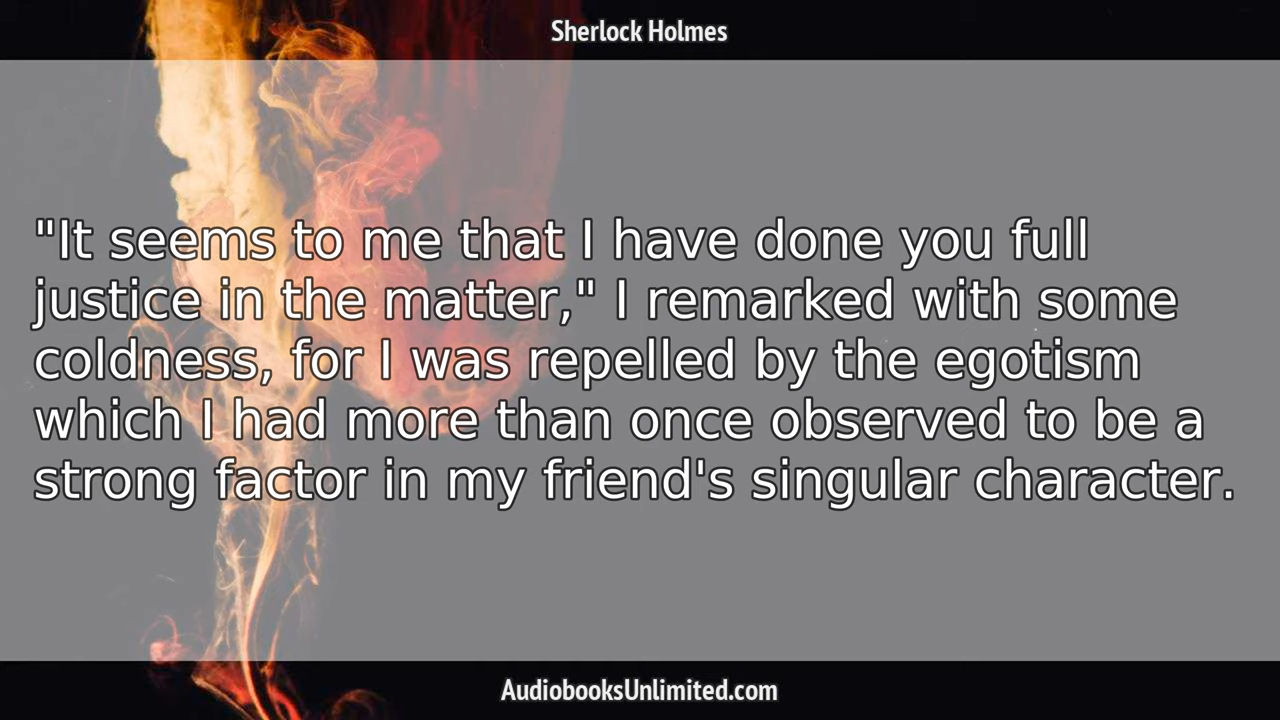 Sherlock Holmes
"It seems to me that I have done you full
justice in the matter," I remarked with some
coldness, for I was repelled by the egotism
which I had more than once observed to be a
strong factor in my friend's singular character.
AudiobooksUnlimited.com